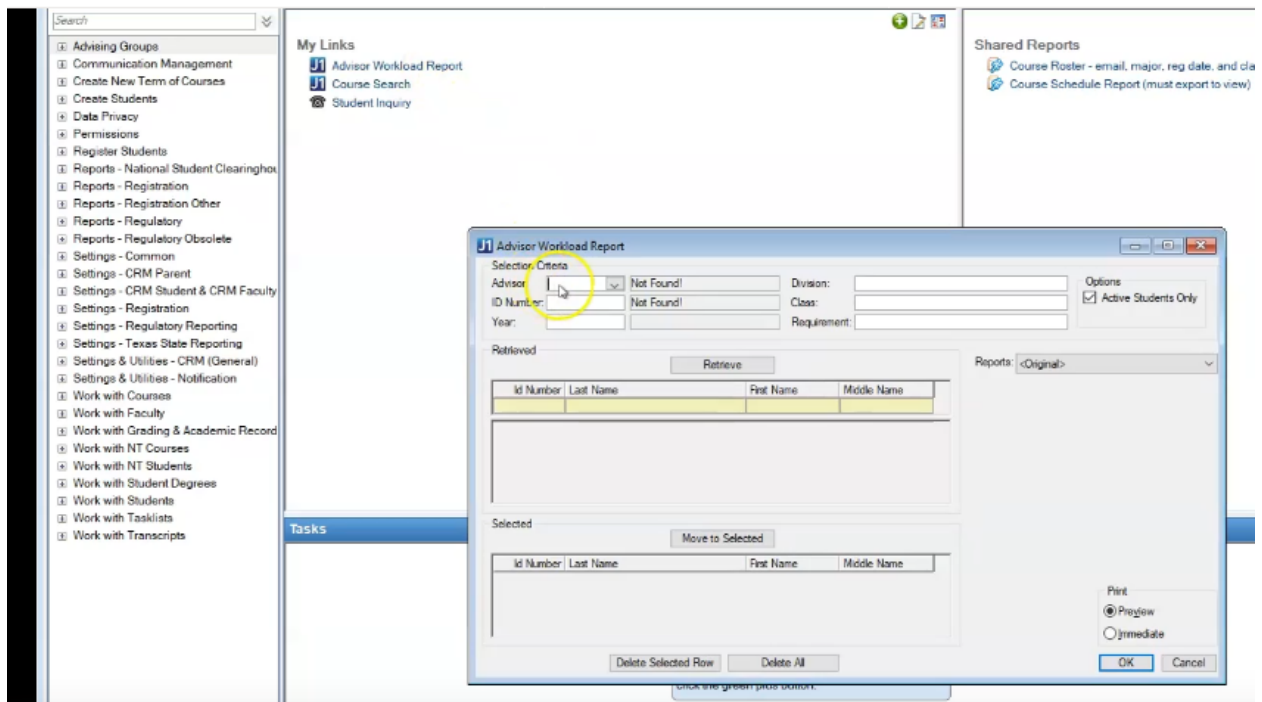 Search
Advising Groups
Communication Management
Create New Term of Courses
Create Students
Data Privacy
Permissions
Register Students
Reports - National Student Clearinghou
Reports - Registration
Reports - Registration Other
Reports - Regulatory
Reports - Regulatory Obsolete
Settings - Common
Settings - CRM Parent
Settings - CRM Student & CRM Faculty
Settings - Registration
Settings - Regulatory Reporting
Settings - Texas State Reporting
Settings & Utilities - CRM (General)
Settings & Utilities - Notification
Work with Courses
Work with Faculty
Work with Grading & Academic Record
Work with NT Courses
Work with NT Students
Work with Student Degrees
Work with Students
Work with Tasklists
Work with Transcripts
My Links
J1 Advisor Workload Report
J1 Course Search
Student Inquiry
Shared Reports
Course Roster - email, major, reg date, and cla
Course Schedule Report (must export to view)
Tasks
J1 Advisor Workload Report
Selection Criteria
Advisor Not Found! Division:
ID Number: Not Found! Class:
Year: Requirement:
Options
Active Students Only
Retrieved
Retrieve
Reports: <Original>
Id Number Last Name First Name Middle Name
Selected
Move to Selected
Id Number Last Name First Name Middle Name
Print
Preview
Immediate
Delete Selected Row Delete All OK Cancel
click the green plus button.